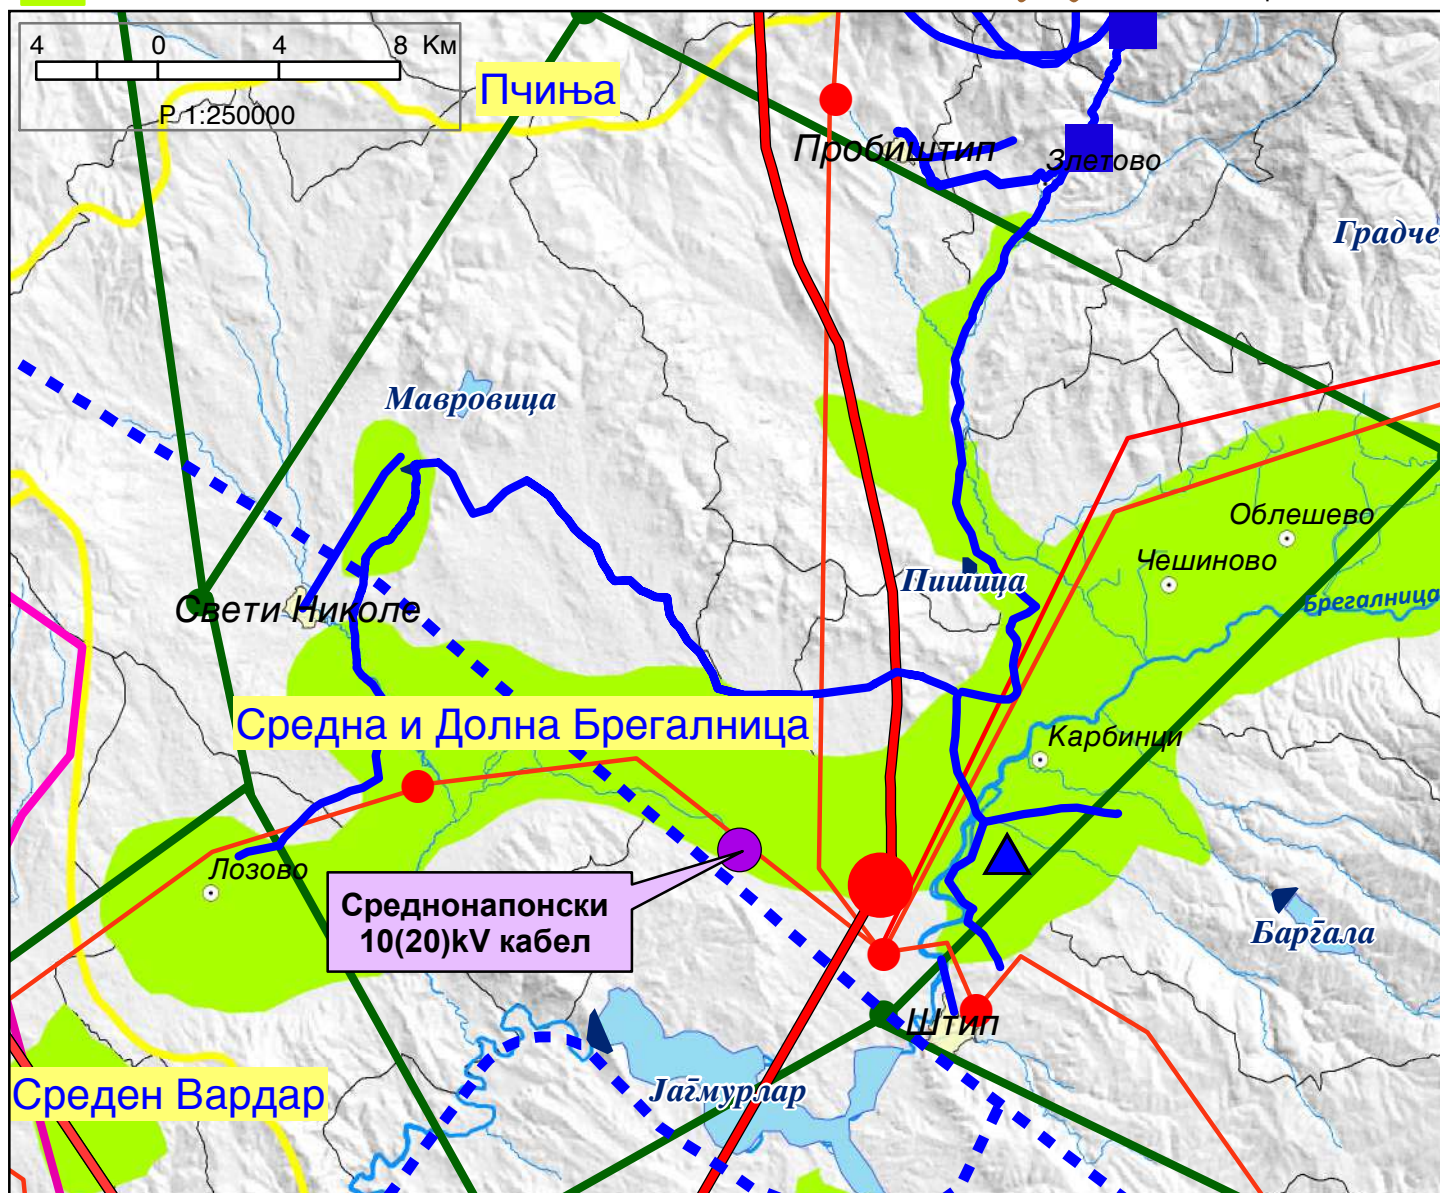 4 0 4 8 Км
Р 1:250000
Пчиња
Пробиштип
Злетово
Градче
Мавровица
Облешево
Чешиново
Пишица
Брегалница
Свети Николе
Средна и Долна Брегалница
Карбинци
Лозово
Среднонапонски
10(20)kV кабел
Баргала
Штип
Јагмурлар
Среден Вардар